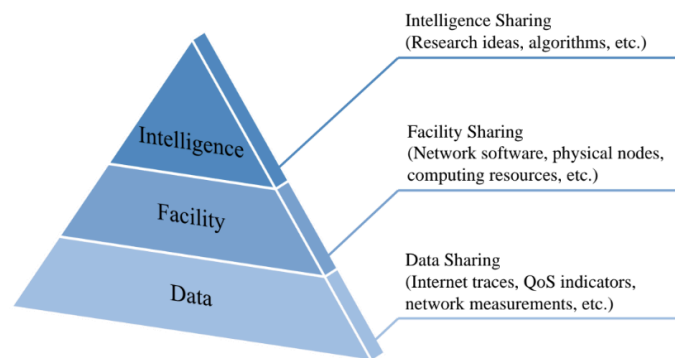 Intelligence Sharing
(Research ideas, algorithms, etc.)
Intelligence
Facility Sharing
(Network software, physical nodes,
computing resources, etc.)
Facility
Data Sharing
(Internet traces, QoS indicators,
network measurements, etc.)
Data